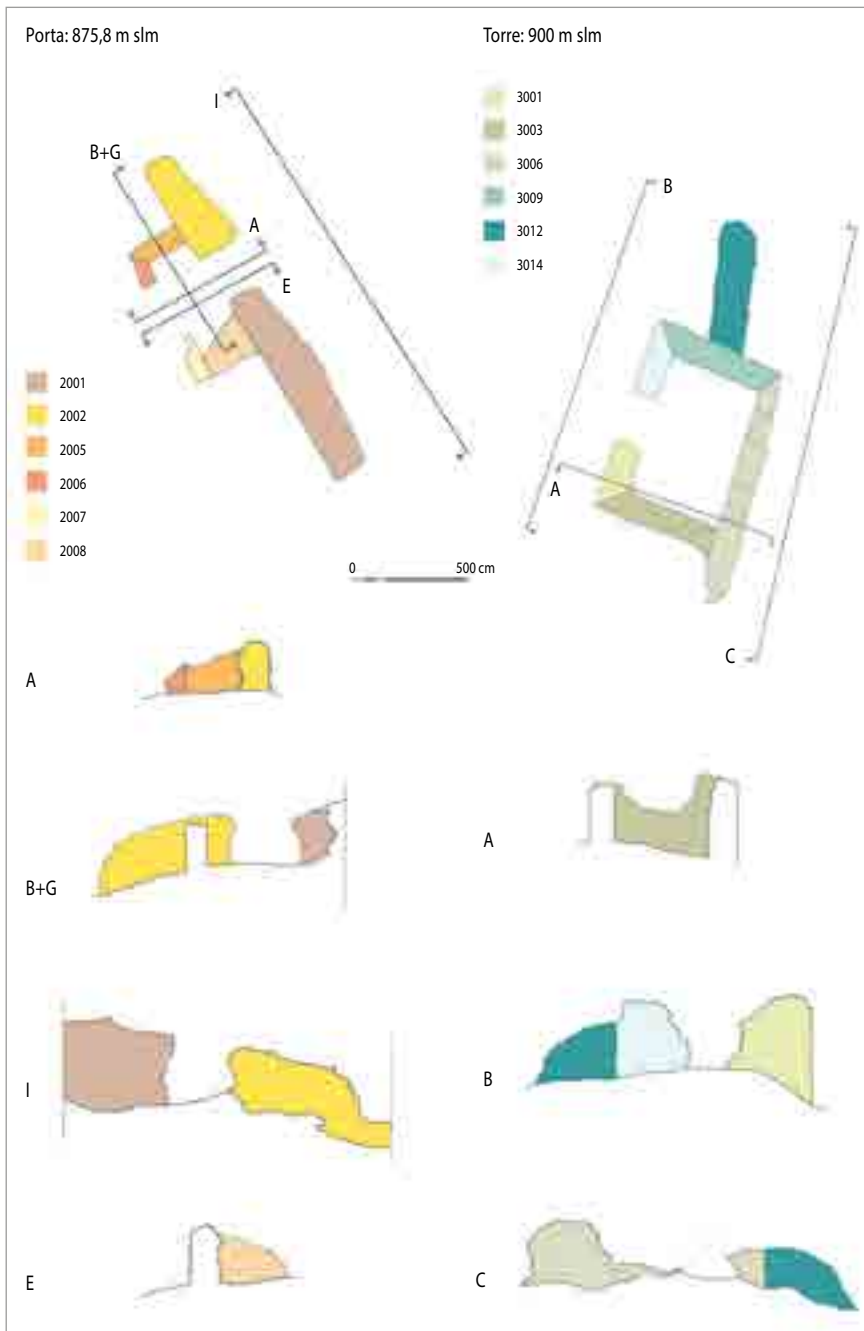 Porta: 875,8 m slm
I
B+G
A
E
2001
2002
2005
2006
2007
2008
Torre: 900 m slm
3001
3003
3006
3009
3012
3014
B
A
C
0 500 cm
A
B+G
I
E
A
B
C